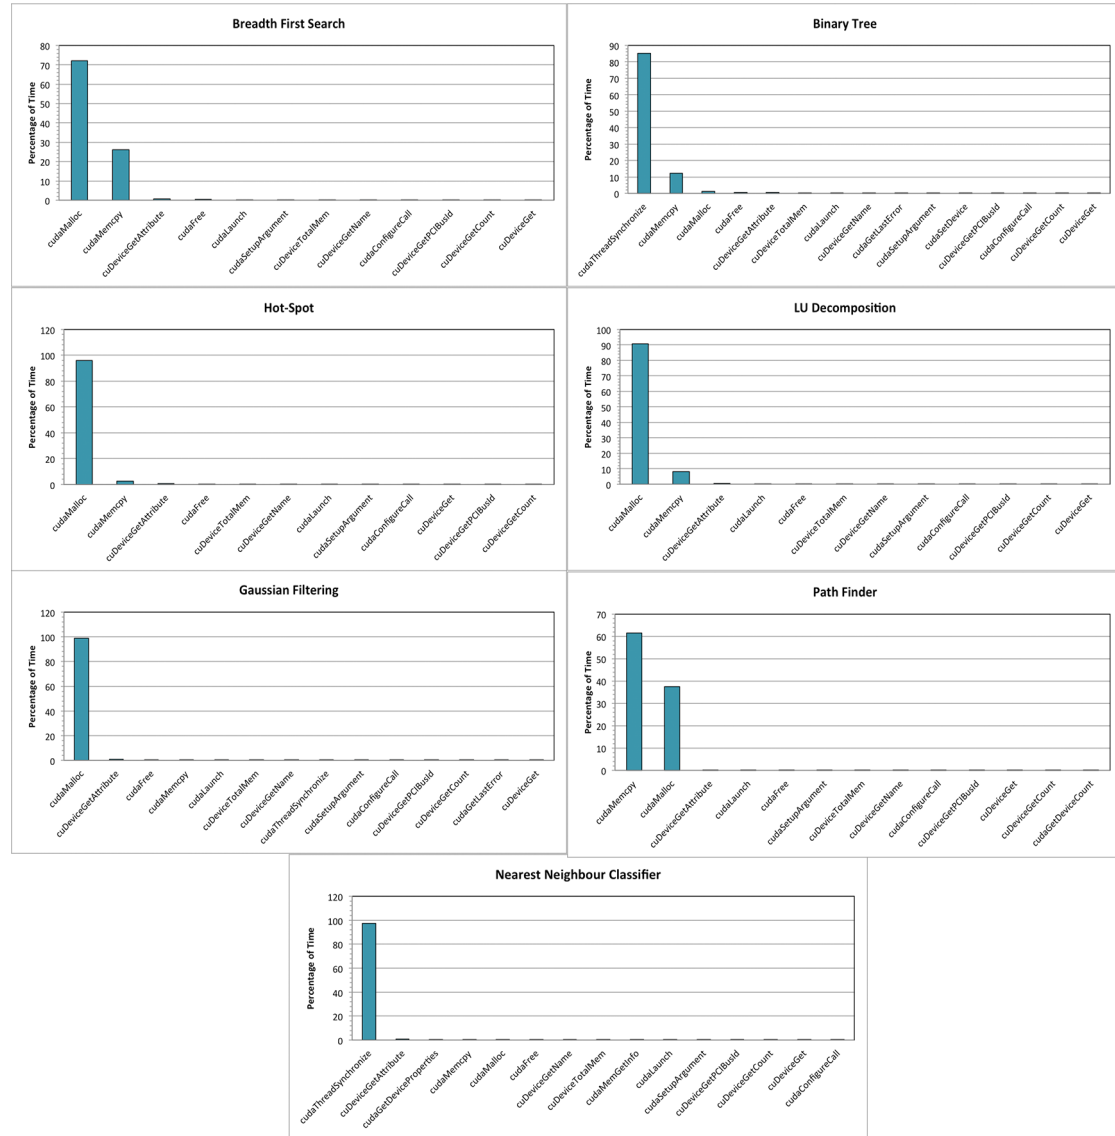 Breadth First Search
Percentage of Time
80
70
60
50
40
30
20
10
0
cudaMalloc
cudaMemcpy
cuDeviceGetAttribute
cudaFree
cudaLaunch
cudaSetupArgument
cuDeviceTotalMem
cuDeviceGetName
cudaConfigureCall
cuDeviceGetPCIBusId
cuDeviceGetCount
cuDeviceGet
Binary Tree
Percentage of Time
90
80
70
60
50
40
30
20
10
0
cudaThreadSynchronize
cudaMemcpy
cudaMalloc
cudaFree
cuDeviceGetAttribute
cuDeviceTotalMem
cudaLaunch
cuDeviceGetName
cudaGetLastError
cudaSetupArgument
cudaSetDevice
cuDeviceGetPCIBusId
cudaConfigureCall
cuDeviceGetCount
cuDeviceGet
Hot-Spot
Percentage of Time
120
100
80
60
40
20
0
cudaMalloc
cudaMemcpy
cuDeviceGetAttribute
cudaFree
cuDeviceTotalMem
cuDeviceGetName
cudaLaunch
cudaSetupArgument
cudaConfigureCall
cuDeviceGet
cuDeviceGetPCIBusId
cuDeviceGetCount
LU Decomposition
Percentage of Time
100
90
80
70
60
50
40
30
20
10
0
cudaMalloc
cudaMemcpy
cuDeviceGetAttribute
cudaLaunch
cudaFree
cuDeviceTotalMem
cuDeviceGetName
cudaSetupArgument
cudaConfigureCall
cuDeviceGetPCIBusId
cuDeviceGetCount
cuDeviceGet
Gaussian Filtering
Percentage of Time
120
100
80
60
40
20
0
cudaMalloc
cuDeviceGetAttribute
cudaFree
cudaMemcpy
cudaLaunch
cuDeviceTotalMem
cuDeviceGetName
cudaThreadSynchronize
cudaSetupArgument
cudaConfigureCall
cuDeviceGetPCIBusId
cuDeviceGetCount
cudaGetLastError
cuDeviceGet
Path Finder
Percentage of Time
70
60
50
40
30
20
10
0
cudaMemcpy
cudaMalloc
cuDeviceGetAttribute
cudaLaunch
cudaFree
cudaSetupArgument
cuDeviceTotalMem
cuDeviceGetName
cudaConfigureCall
cuDeviceGetPCIBusId
cuDeviceGet
cuDeviceGetCount
cudaGetDeviceCount
Nearest Neighbour Classifier
Percentage of Time
120
100
80
60
40
20
0
cudaThreadSynchronize
cuDeviceGetAttribute
cudaGetDeviceProperties
cudaMemcpy
cudaMalloc
cudaFree
cuDeviceGetName
cuDeviceTotalMem
cudaMemGetInfo
cudaLaunch
cudaSetupArgument
cuDeviceGetPCIBusId
cuDeviceGetCount
cuDeviceGet
cudaConfigureCall